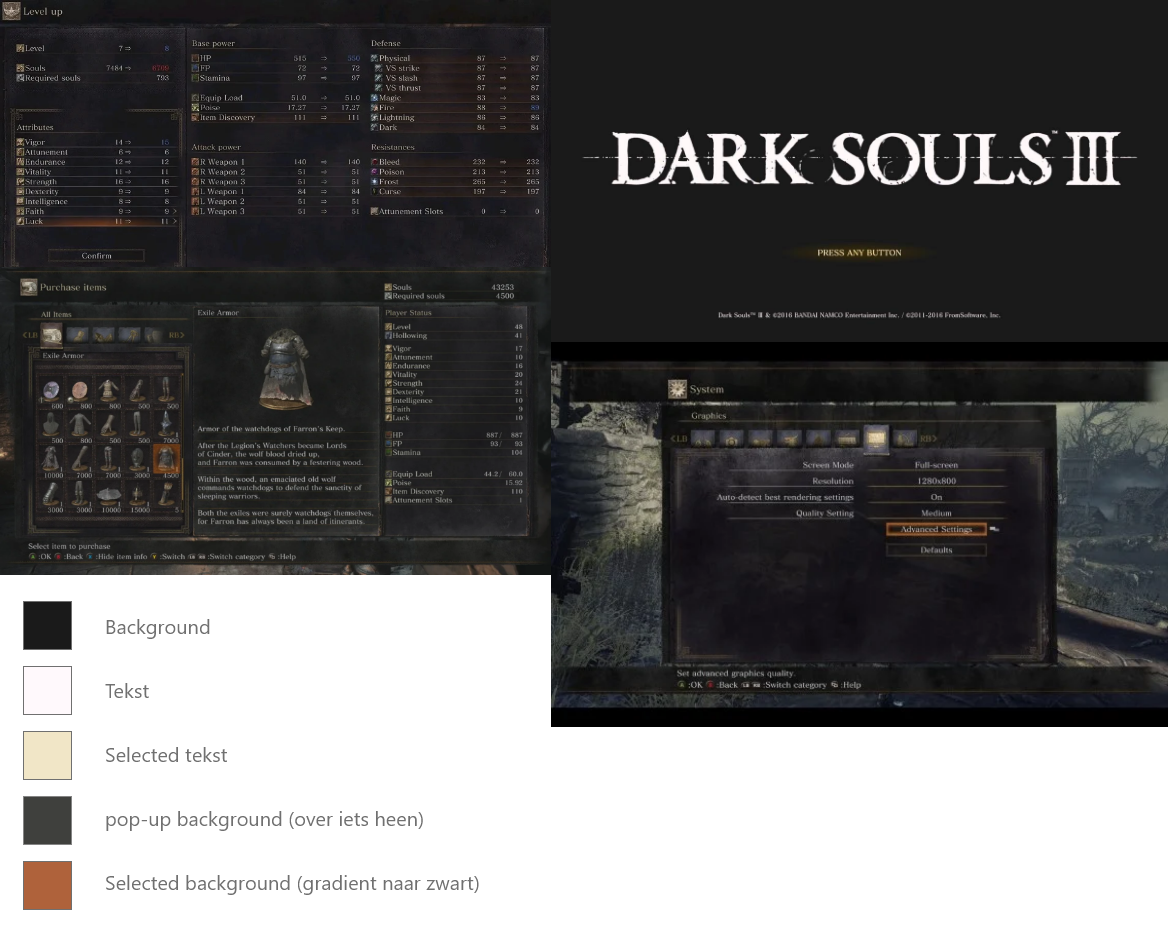 Level up
Level 7 ⇒ 8
Souls 7484 ⇒ 6700
Required souls 793
Attributes
Vigor 14 ⇒ 15
Attunement 6 ⇒ 6
Endurance 12 ⇒ 12
Vitality 11 ⇒ 11
Strength 16 ⇒ 16
Dexterity 9 ⇒ 9
Intelligence 8 ⇒ 8
Faith 9 ⇒ 9 >
Luck 11 ⇒ 11 >
Confirm
Base power
HP 515 ⇒ 550
FP 72 ⇒ 72
Stamina 97 ⇒ 97
Equip Load 51.0 ⇒ 51.0
Poise 17.27 ⇒ 17.27
Item Discovery 111 ⇒ 111
Attack power
R Weapon 1 140 ⇒ 140
R Weapon 2 51 ⇒ 51
R Weapon 3 51 ⇒ 51
L Weapon 1 84 ⇒ 84
L Weapon 2 51 ⇒ 51
L Weapon 3 51 ⇒ 51
Defense
Physical 87 ⇒ 87
VS strike 87 ⇒ 87
VS slash 87 ⇒ 87
VS thrust 87 ⇒ 87
Magic 83 ⇒ 83
Fire 88 ⇒ 89
Lightning 86 ⇒ 86
Dark 84 ⇒ 84
Resistances
Bleed 232 ⇒ 232
Poison 213 ⇒ 213
Frost 265 ⇒ 265
Curse 197 ⇒ 197
Attunement Slots 0 ⇒ 0
DARK SOULS™ III
PRESS ANY BUTTON
Dark Souls™ III & ©2016 BANDAI NAMCO Entertainment Inc. / ©2011-2016 FromSoftware, Inc.
Purchase items
Souls 43253
Required souls 4500
All Items
<LB RB>
Exile Armor
600 800 800 500 500
500 800 800 500 7000
10000 7000 7000 3000 4500
3000 3000 10000 15000 5
Exile Armor
Armor of the watchdogs of Farron's Keep.
After the Legion's Watchers became Lords
of Cinder, the wolf blood dried up,
and Farron was consumed by a festering wood.
Within the wood, an emaciated old wolf
commands watchdogs to defend the sanctity of
sleeping warriors.
Both the exiles were surely watchdogs themselves,
for Farron has always been a land of itinerants.
Player Status
Level 48
Hollowing 41
Vigor 17
Attunement 10
Endurance 16
Vitality 20
Strength 24
Dexterity 21
Intelligence 10
Faith 9
Luck 10
HP 887/ 887
FP 93/ 93
Stamina 104
Equip Load 44.2/ 60.0
Poise 15.92
Item Discovery 110
Attunement Slots 1
Select item to purchase
:OK :Back :Hide item info :Switch :Switch category :Help
System
Graphics
<LB RB>
Screen Mode Full-screen
Resolution 1280x800
Auto-detect best rendering settings On
Quality Setting Medium
Advanced Settings
Defaults
Set advanced graphics quality.
:OK :Back :Switch category :Help
Background
Tekst
Selected tekst
pop-up background (over iets heen)
Selected background (gradient naar zwart)